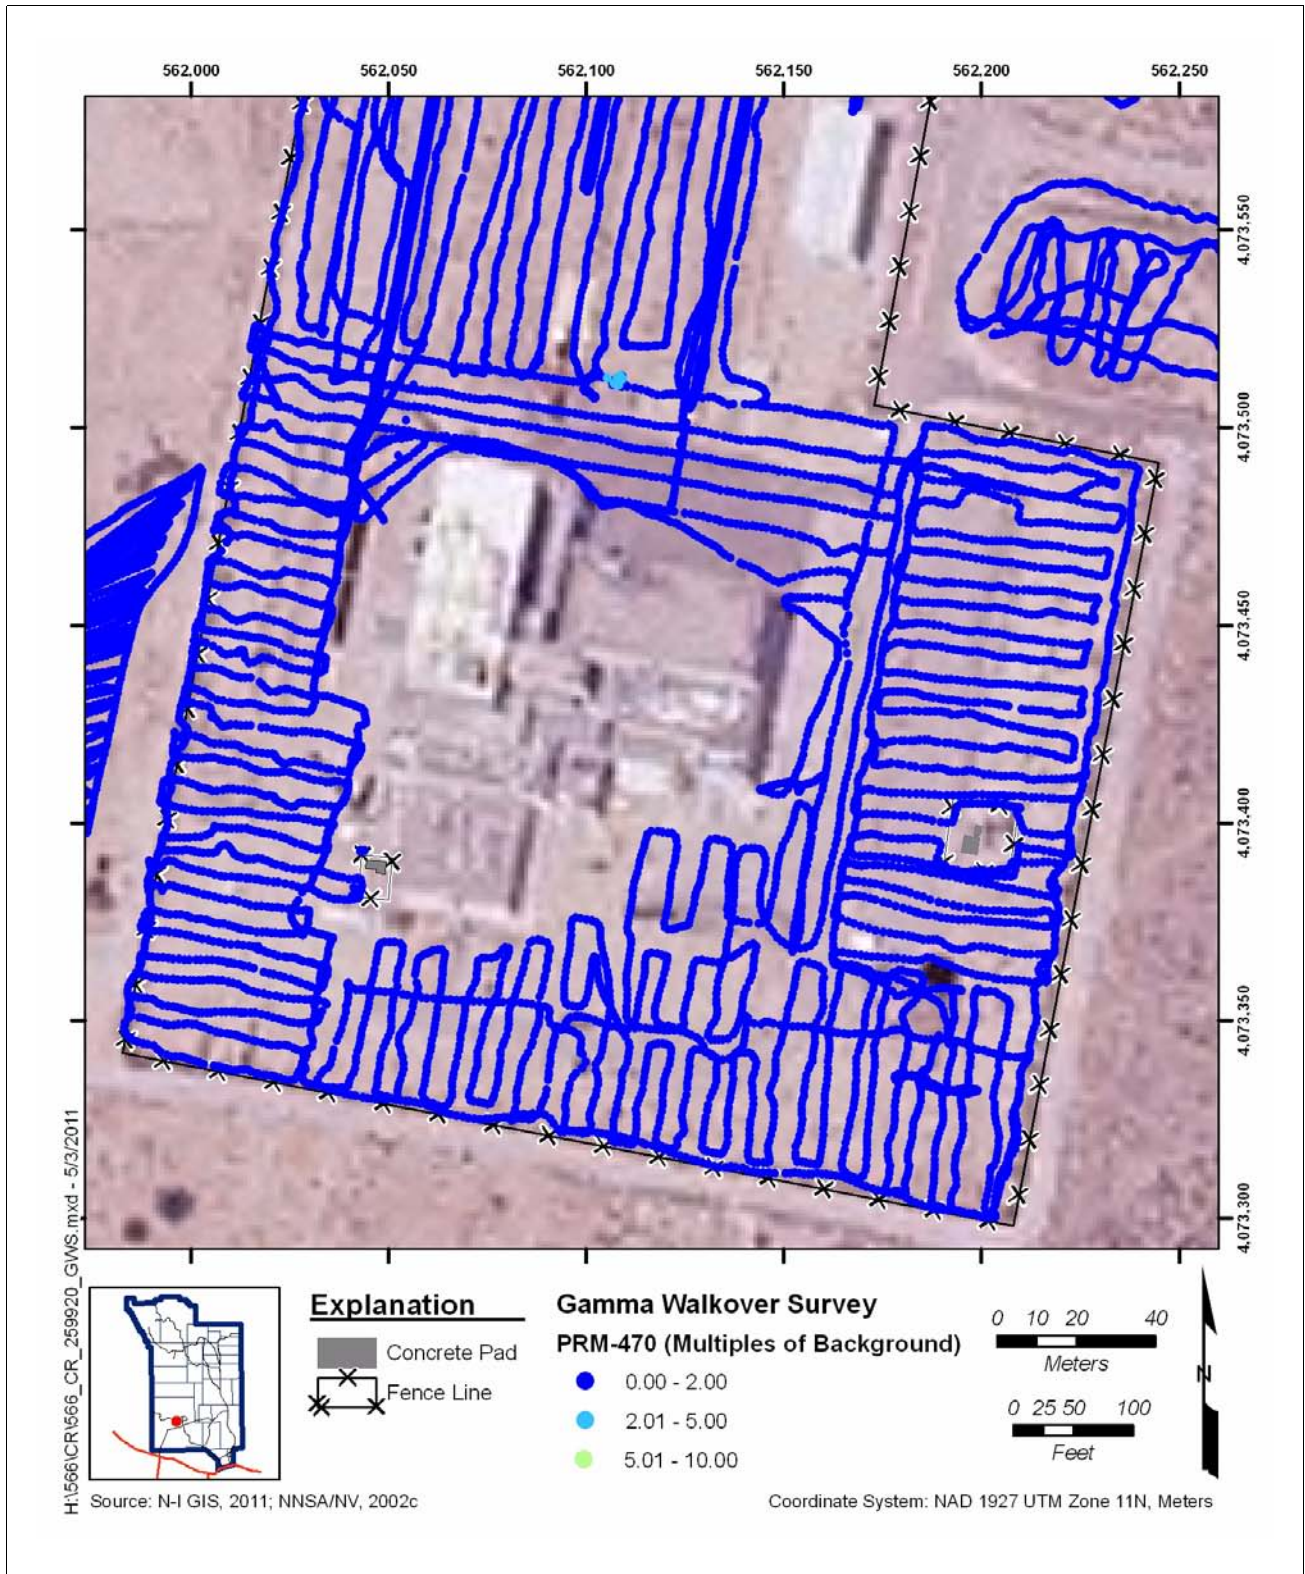 562.000 562.050 562.100 562.150 562.200 562.250
4,073,550
4,073,500
4,073,450
4,073,400
4,073,350
4,073,300
H:\566\CR\566_CR_259920_GWS.mxd - 5/3/2011
Explanation
Concrete Pad
Fence Line
Gamma Walkover Survey
PRM-470 (Multiples of Background)
0.00 - 2.00
2.01 - 5.00
5.01 - 10.00
0 10 20 40
Meters
0 25 50 100
Feet
N
Source: N-I GIS, 2011; NNSA/NV, 2002c
Coordinate System: NAD 1927 UTM Zone 11N, Meters